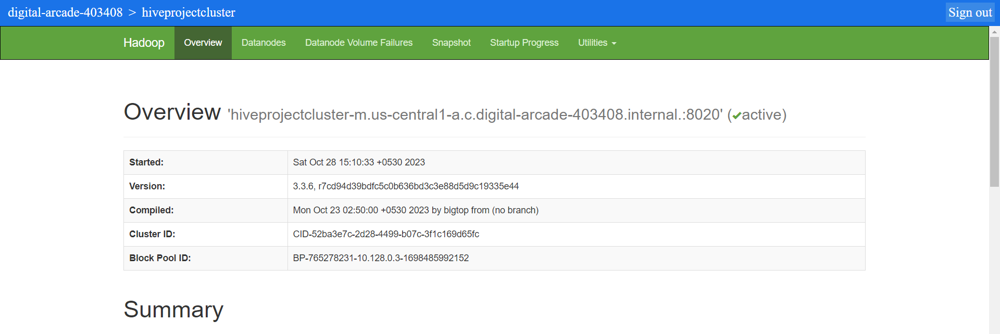 digital-arcade-403408 > hiveprojectcluster Sign out
Hadoop Overview Datanodes Datanode Volume Failures Snapshot Startup Progress Utilities
Overview 'hiveprojectcluster-m.us-central1-a.c.digital-arcade-403408.internal.:8020' (✔active)
Started: Sat Oct 28 15:10:33 +0530 2023
Version: 3.3.6, r7cd94d39bdfc5c0b636bd3c3e88d5d9c19335e44
Compiled: Mon Oct 23 02:50:00 +0530 2023 by bigtop from (no branch)
Cluster ID: CID-52ba3e7c-2d28-4499-b07c-3f1c169d65fc
Block Pool ID: BP-765278231-10.128.0.3-1698485992152
Summary